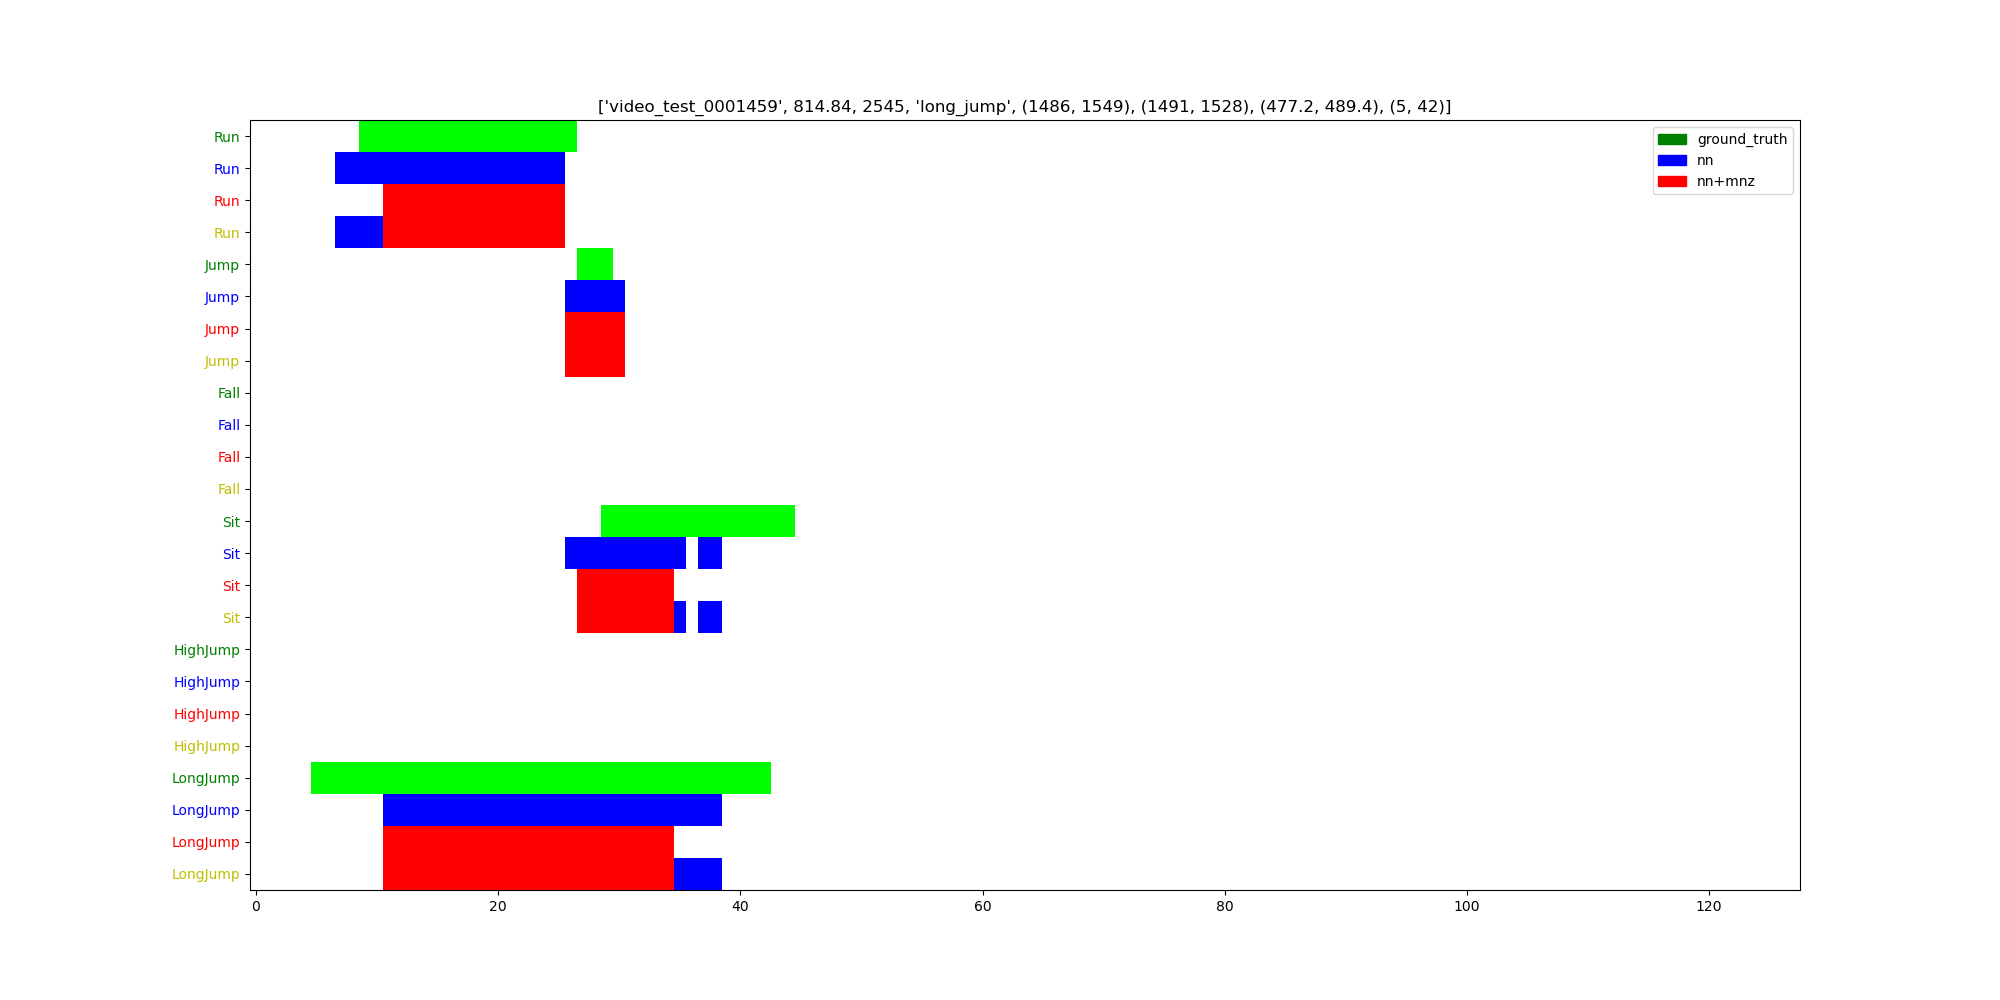 ['video_test_0001459', 814.84, 2545, 'long_jump', (1486, 1549), (1491, 1528), (477.2, 489.4), (5, 42)]
ground_truth
nn
nn+mnz
Run
Run
Run
Run
Jump
Jump
Jump
Jump
Fall
Fall
Fall
Fall
Sit
Sit
Sit
Sit
HighJump
HighJump
HighJump
HighJump
LongJump
LongJump
LongJump
LongJump
0 20 40 60 80 100 120